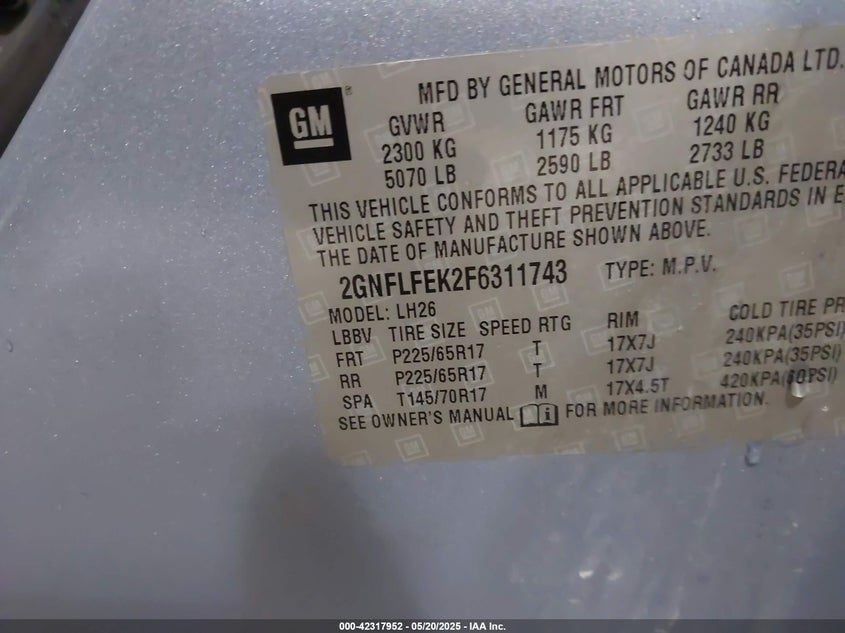 MFD BY GENERAL MOTORS OF CANADA LTD.
GM ®
GVWR GAWR FRT GAWR RR
2300 KG 1175 KG 1240 KG
5070 LB 2590 LB 2733 LB
THIS VEHICLE CONFORMS TO ALL APPLICABLE U.S. FEDERA
VEHICLE SAFETY AND THEFT PREVENTION STANDARDS IN E
THE DATE OF MANUFACTURE SHOWN ABOVE.
2GNFLFEK2F6311743 TYPE: M.P.V.
MODEL: LH26
LBBV TIRE SIZE SPEED RTG RIM COLD TIRE PR
FRT P225/65R17 T 17X7J 240KPA(35PSI)
RR P225/65R17 T 17X7J 240KPA(35PSI)
SPA T145/70R17 M 17X4.5T 420KPA(60PSI)
SEE OWNER'S MANUAL i FOR MORE INFORMATION.
000-42317952 — 05/20/2025 — IAA Inc.